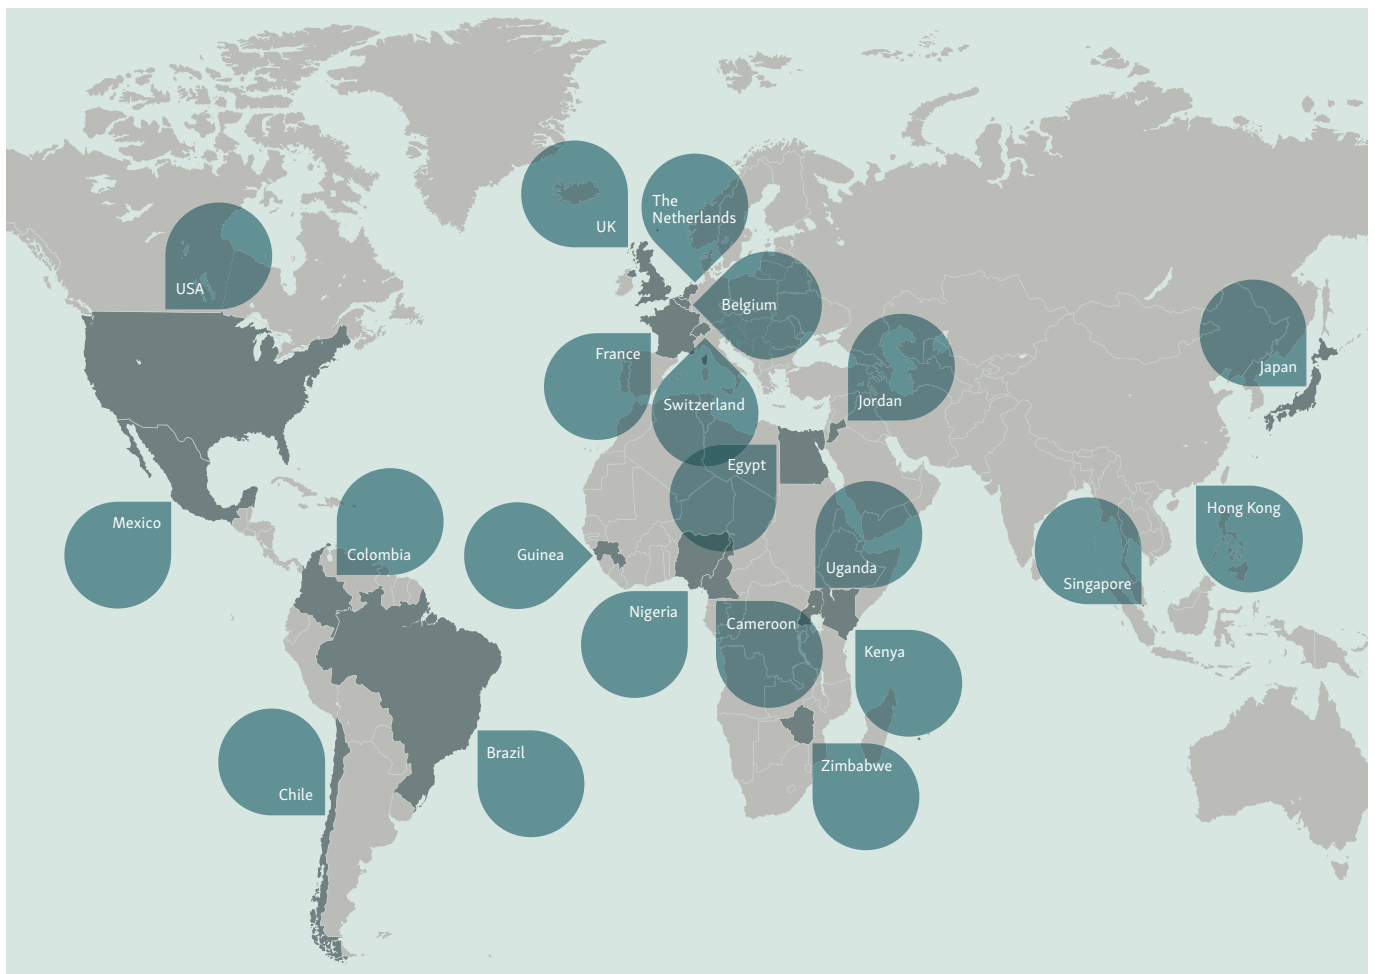 UK
The
Netherlands
USA
Belgium
France
Japan
Jordan
Switzerland
Egypt
Mexico
Hong Kong
Colombia
Guinea
Uganda
Singapore
Nigeria
Cameroon
Kenya
Brazil
Zimbabwe
Chile